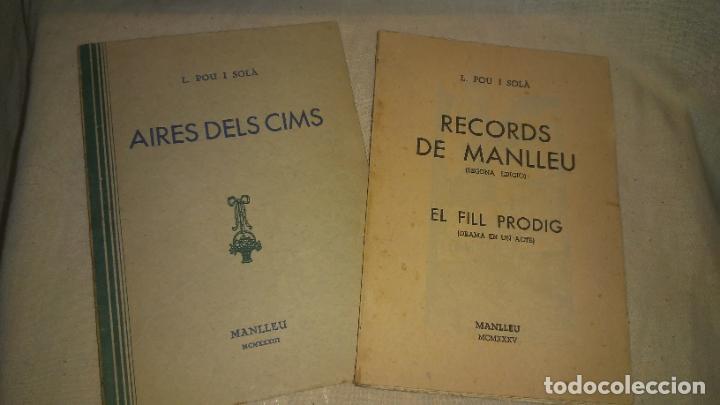 L. POU I SOLÀ
AIRES DELS CIMS
MANLLEU
MCMXXXIII
L. POU I SOLÀ
RECORDS
DE MANLLEU
(SEGONA EDICIÓ)
EL FILL PRODIG
(DRAMA EN UN ACTE)
MANLLEU
MCMXXXV
todocoleccion